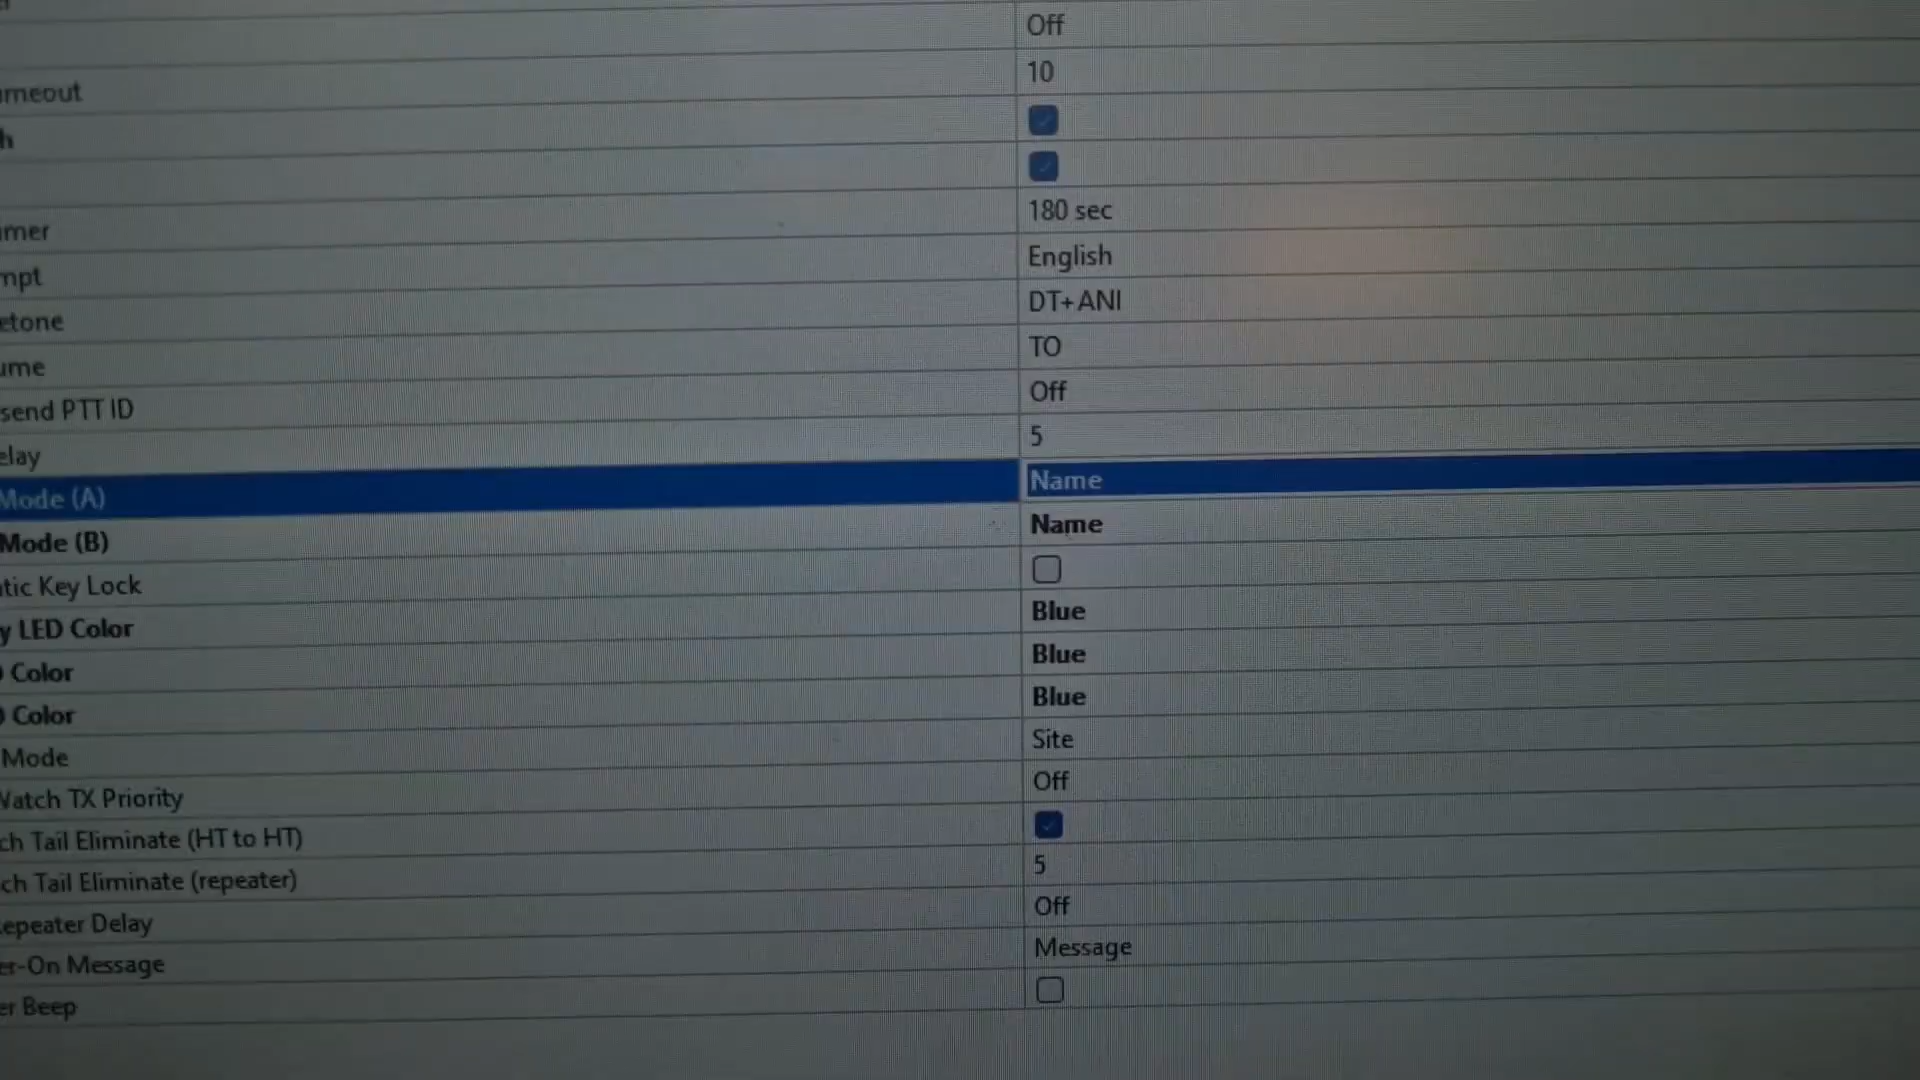 Off
meout 10
h
mer 180 sec
mpt English
etone DT+ANI
ume TO
send PTT ID Off
elay 5
Mode (A) Name
Mode (B) Name
tic Key Lock
y LED Color Blue
Color Blue
Color Blue
Mode Site
Watch TX Priority Off
ch Tail Eliminate (HT to HT)
ch Tail Eliminate (repeater) 5
epeater Delay Off
er-On Message Message
er Beep